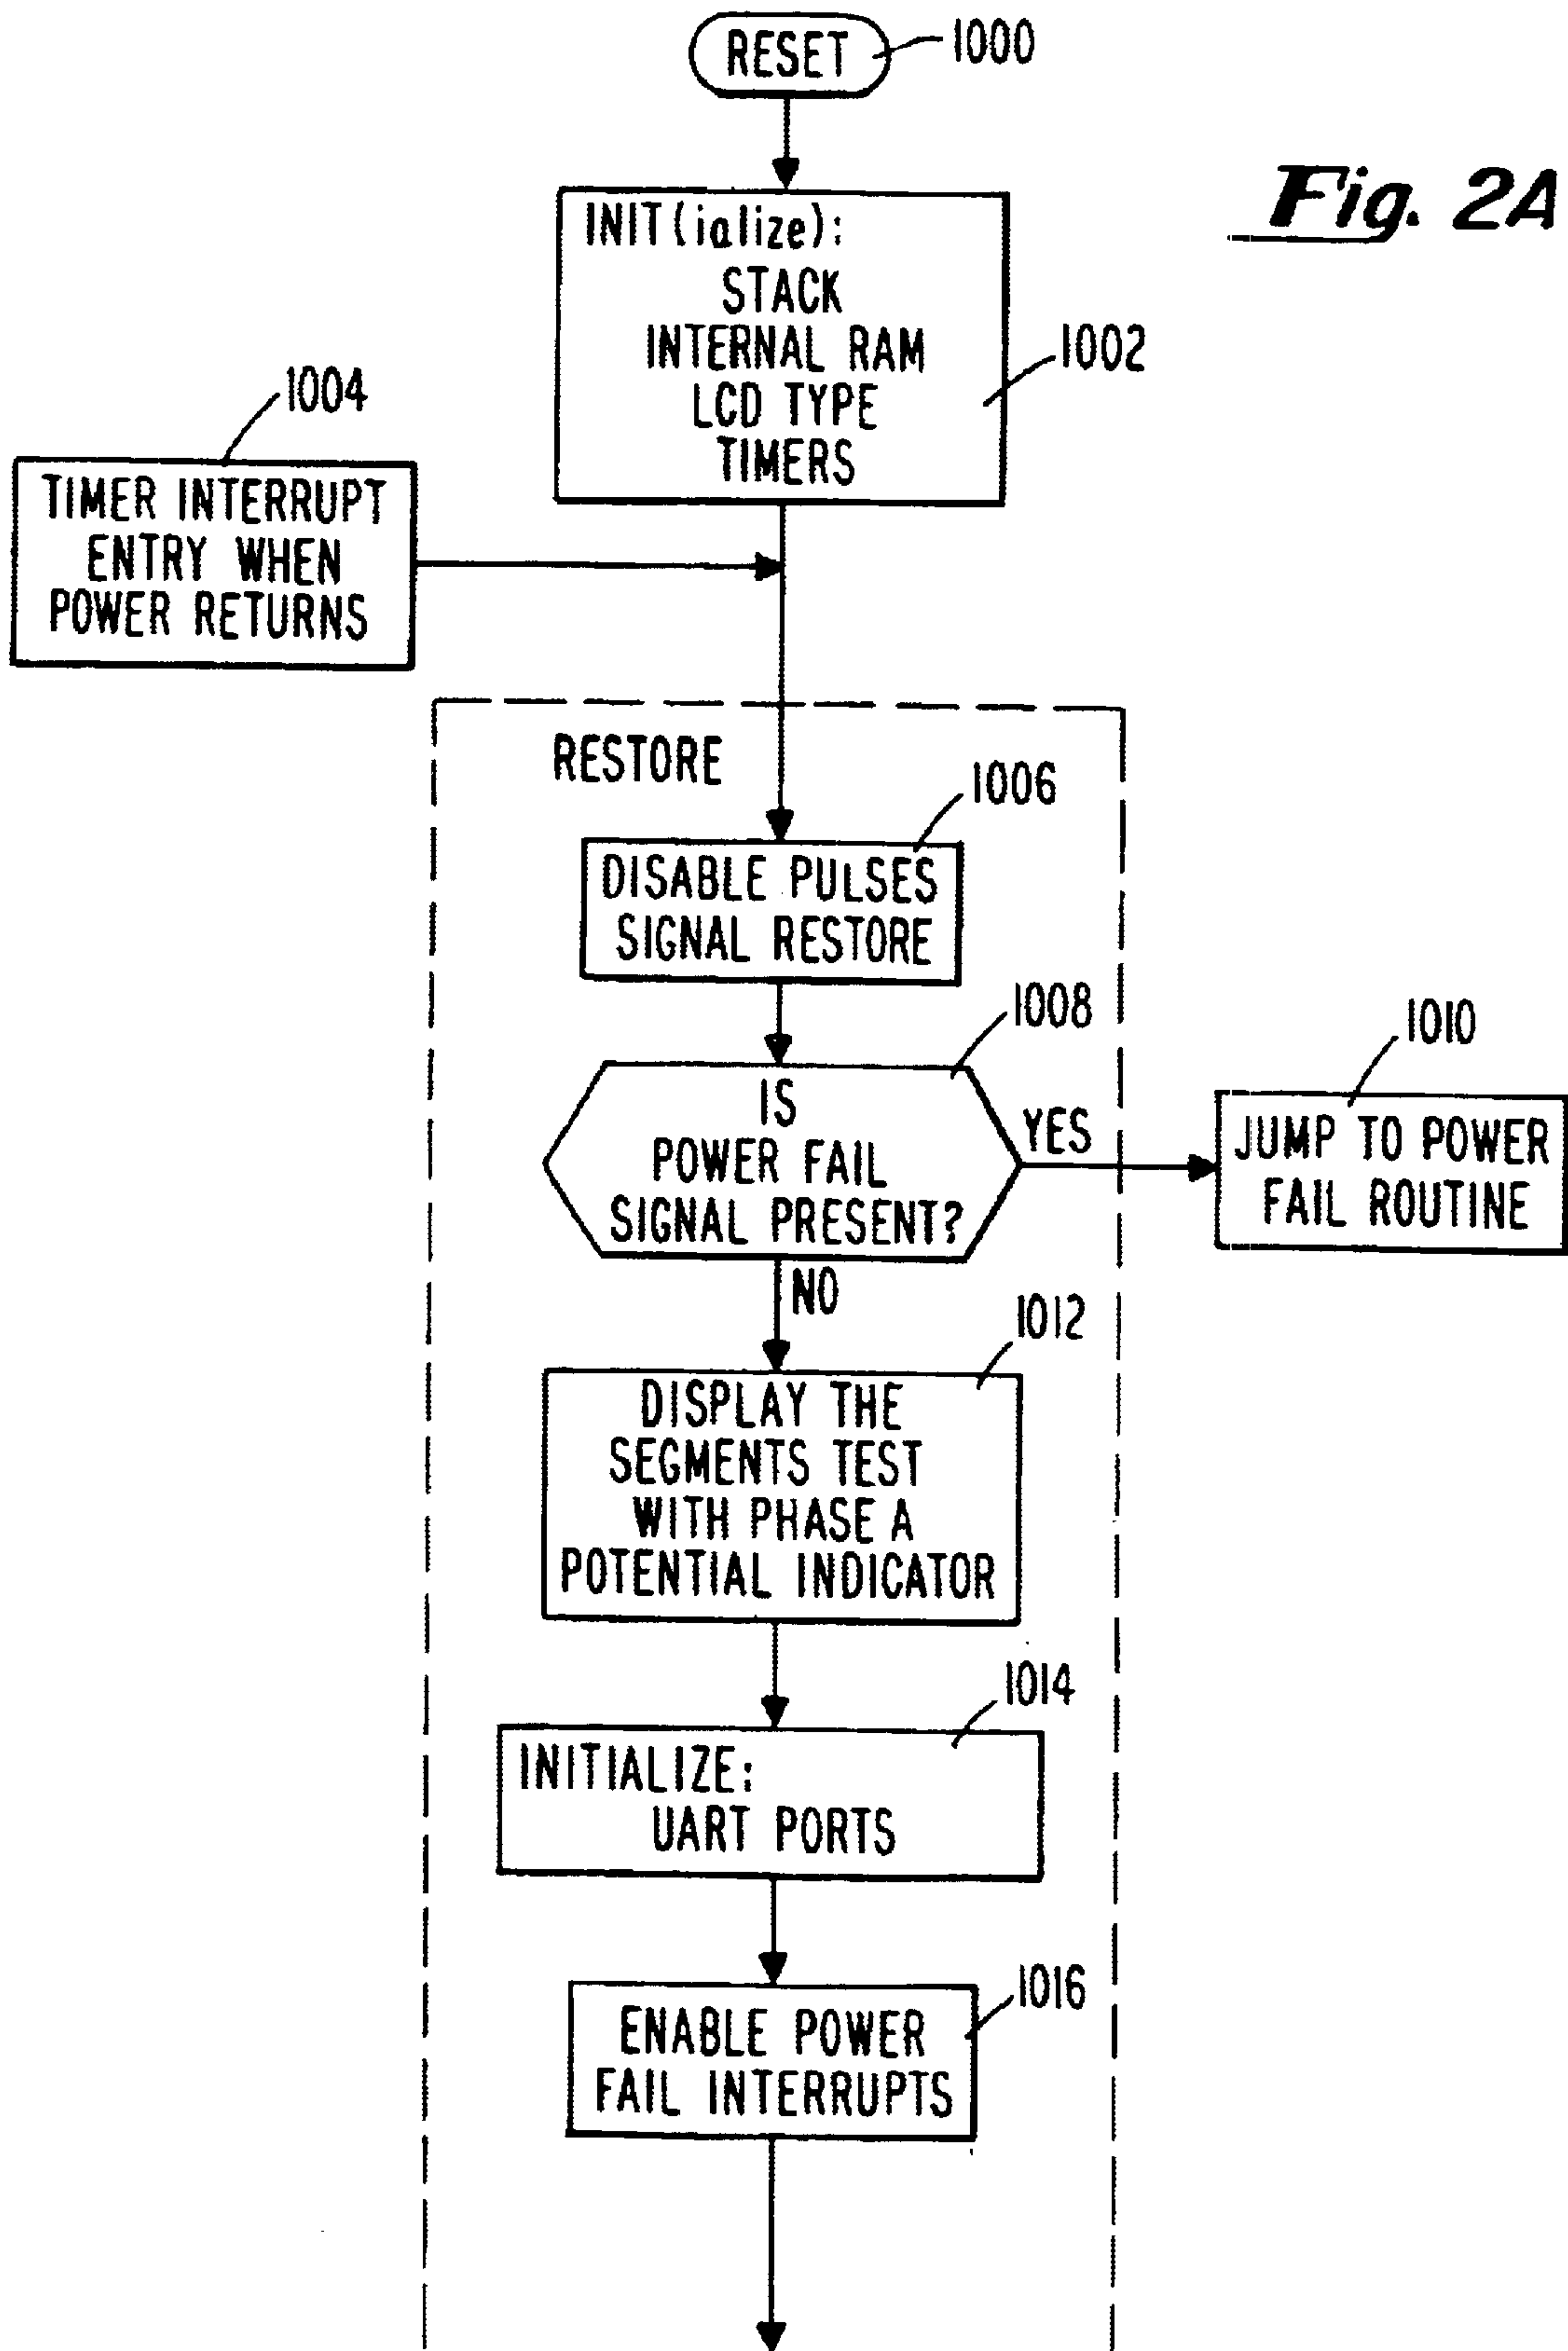 RESET
1000
Fig. 2A
INIT(ialize):
STACK
INTERNAL RAM
LCD TYPE
TIMERS
1002
1004
TIMER INTERRUPT
ENTRY WHEN
POWER RETURNS
RESTORE
1006
DISABLE PULSES
SIGNAL RESTORE
1008
IS
POWER FAIL
SIGNAL PRESENT?
YES
1010
JUMP TO POWER
FAIL ROUTINE
NO
1012
DISPLAY THE
SEGMENTS TEST
WITH PHASE A
POTENTIAL INDICATOR
1014
INITIALIZE:
UART PORTS
1016
ENABLE POWER
FAIL INTERRUPTS